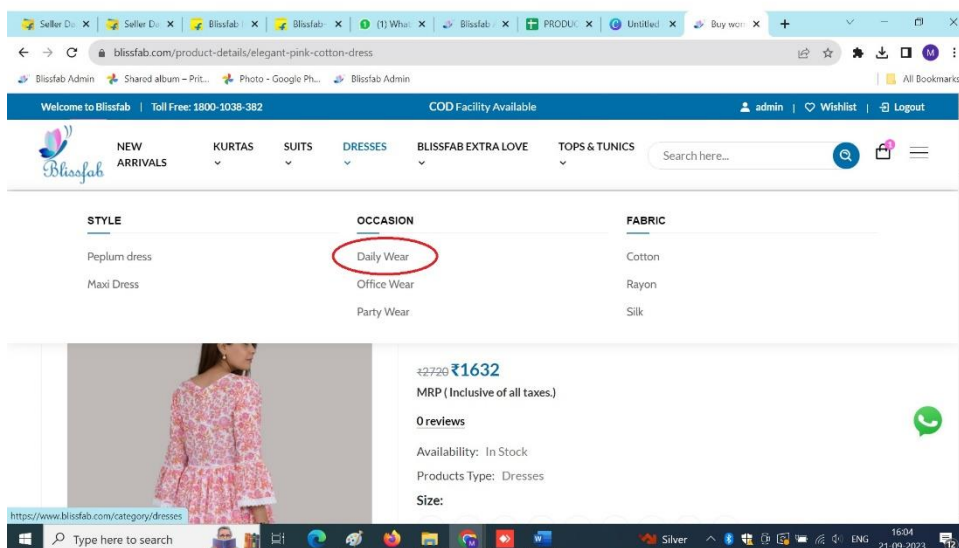 Seller Da
Seller Da
Blissfab
Blissfab-
(1) What
Blissfab
PRODUC
Untitled
Buy wom
blissfab.com/product-details/elegant-pink-cotton-dress
M
Blissfab Admin
Shared album – Prit...
Photo - Google Ph...
Blissfab Admin
All Bookmarks
Welcome to Blissfab | Toll Free: 1800-1038-382
COD Facility Available
admin | Wishlist | Logout
Blissfab
NEW ARRIVALS
KURTAS
SUITS
DRESSES
BLISSFAB EXTRA LOVE
TOPS & TUNICS
Search here...
STYLE
OCCASION
FABRIC
Peplum dress
Daily Wear
Cotton
Maxi Dress
Office Wear
Rayon
Party Wear
Silk
₹2720 ₹1632
MRP ( Inclusive of all taxes.)
0 reviews
Availability: In Stock
Products Type: Dresses
Size:
https://www.blissfab.com/category/dresses
Type here to search
Silver
ENG
16:04
21-09-2023
12